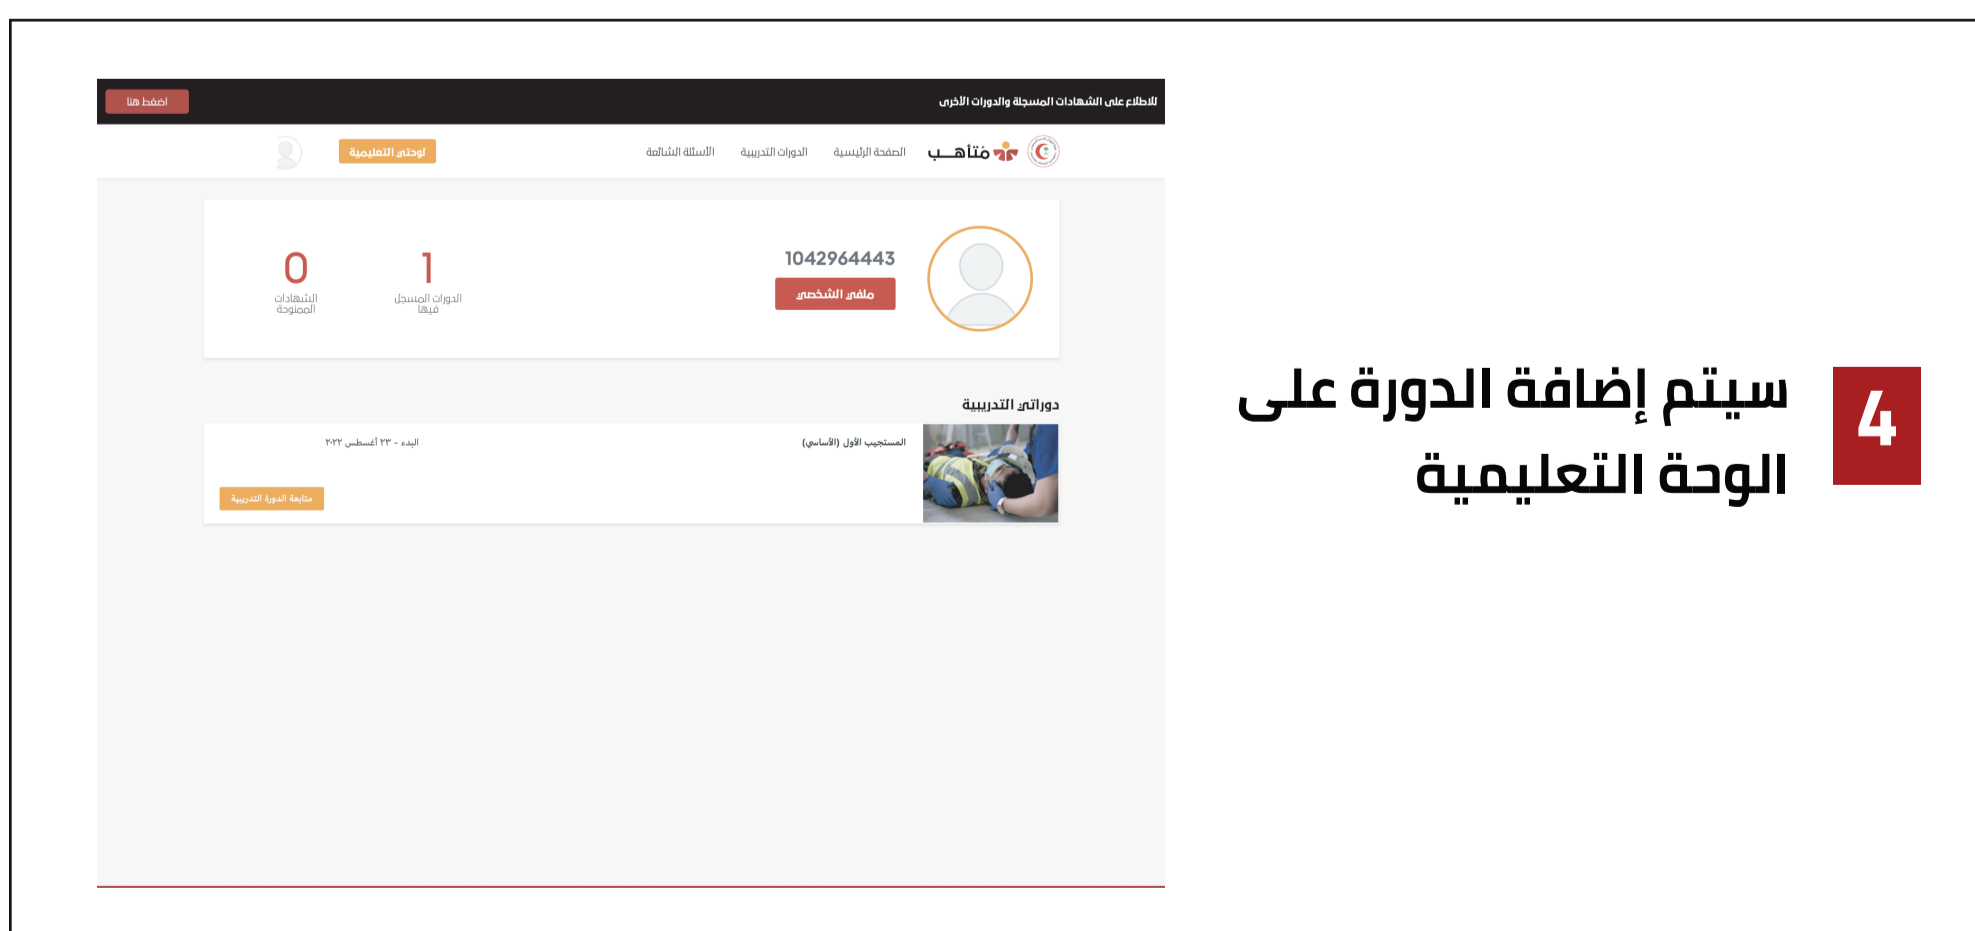 للاطلاع على الشهادات المسجلة والدورات الأخرى
اضغط هنا
مُتأهب
الصفحة الرئيسية
الدورات التدريبية
الأسئلة الشائعة
لوحتي التعليمية
1042964443
ملفي الشخصي
1
الدورات المسجل
فيها
0
الشهادات
الممنوحة
دوراتي التدريبية
المستجيب الأول (الأساسي)
البدء - ٢٣ أغسطس ٢٠٢٢
متابعة الدورة التدريبية
4
سيتم إضافة الدورة على
الوحة التعليمية